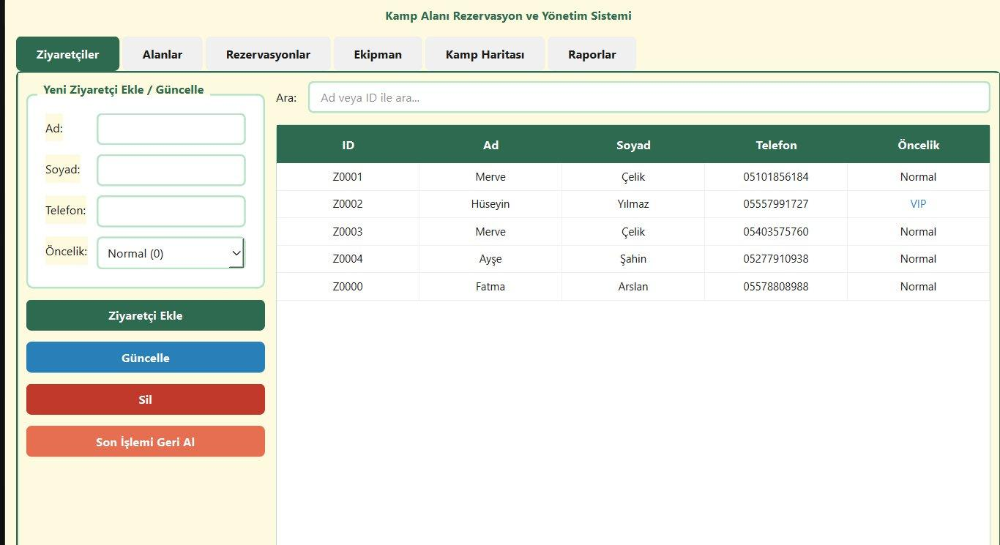 Kamp Alanı Rezervasyon ve Yönetim Sistemi
Ziyaretçiler Alanlar Rezervasyonlar Ekipman Kamp Haritası Raporlar
Yeni Ziyaretçi Ekle / Güncelle
Ad:
Soyad:
Telefon:
Öncelik: Normal (0)
Ziyaretçi Ekle
Güncelle
Sil
Son İşlemi Geri Al
Ara: Ad veya ID ile ara...
ID Ad Soyad Telefon Öncelik
Z0001 Merve Çelik 05101856184 Normal
Z0002 Hüseyin Yılmaz 05557991727 VIP
Z0003 Merve Çelik 05403575760 Normal
Z0004 Ayşe Şahin 05277910938 Normal
Z0000 Fatma Arslan 05578808988 Normal